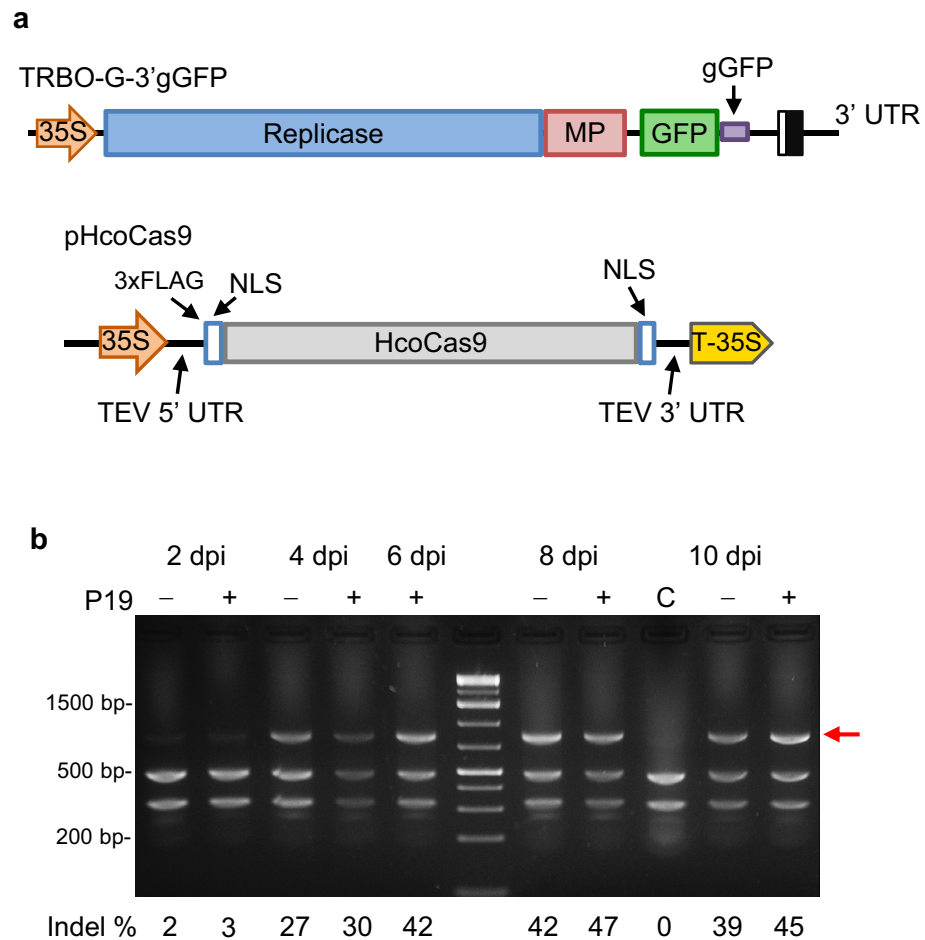 a
TRBO-G-3’gGFP
gGFP
35S
Replicase
MP
GFP
3’ UTR
pHcoCas9
3xFLAG
NLS
NLS
35S
HcoCas9
T-35S
TEV 5’ UTR
TEV 3’ UTR
b
2 dpi 4 dpi 6 dpi 8 dpi 10 dpi
P19 – + – + + – + C – +
1500 bp-
500 bp-
200 bp-
Indel % 2 3 27 30 42 42 47 0 39 45